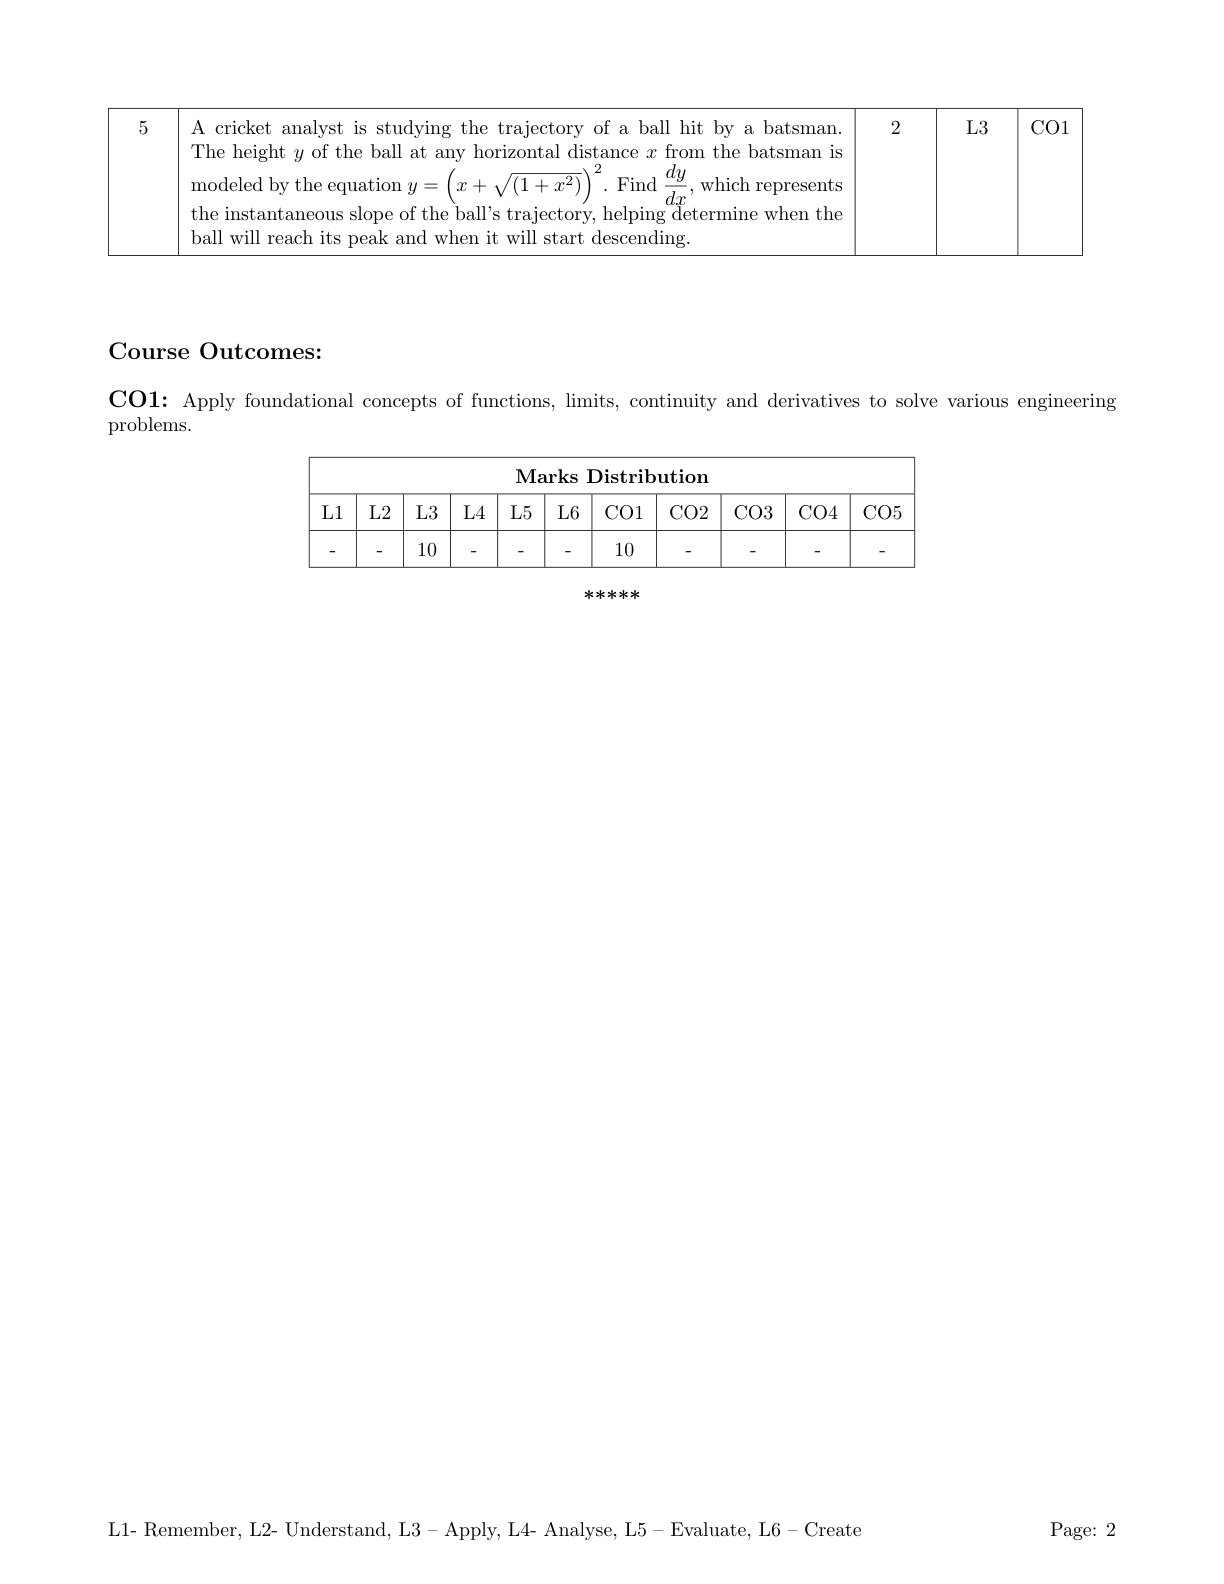 5 A cricket analyst is studying the trajectory of a ball hit by a batsman. 2 L3 CO1
The height y of the ball at any horizontal distance x from the batsman is
modeled by the equation y = (x + √(1 + x²))². Find dy/dx, which represents
the instantaneous slope of the ball's trajectory, helping determine when the
ball will reach its peak and when it will start descending.
Course Outcomes:
CO1: Apply foundational concepts of functions, limits, continuity and derivatives to solve various engineering
problems.
Marks Distribution
L1 L2 L3 L4 L5 L6 CO1 CO2 CO3 CO4 CO5
- - 10 - - - 10 - - - -
*****
L1- Remember, L2- Understand, L3 – Apply, L4- Analyse, L5 – Evaluate, L6 – Create Page: 2